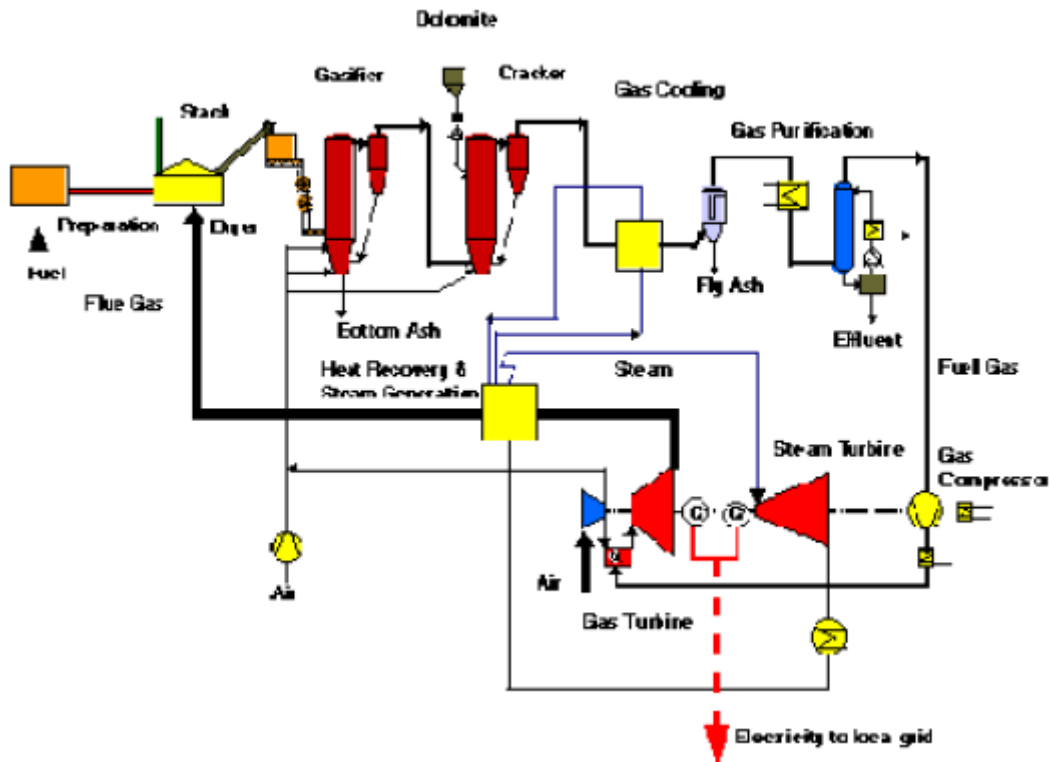 Dolomite
Gasifier
Cracker
Gas Cooling
Stack
Gas Purification
Preparation
Dryer
Fuel
Fly Ash
Flue Gas
Bottom Ash
Effluent
Heat Recovery &
Steam Generation
Steam
Fuel Gas
Steam Turbine
Gas
Compressor
G
G
Air
Air
Gas Turbine
Electricity to local grid